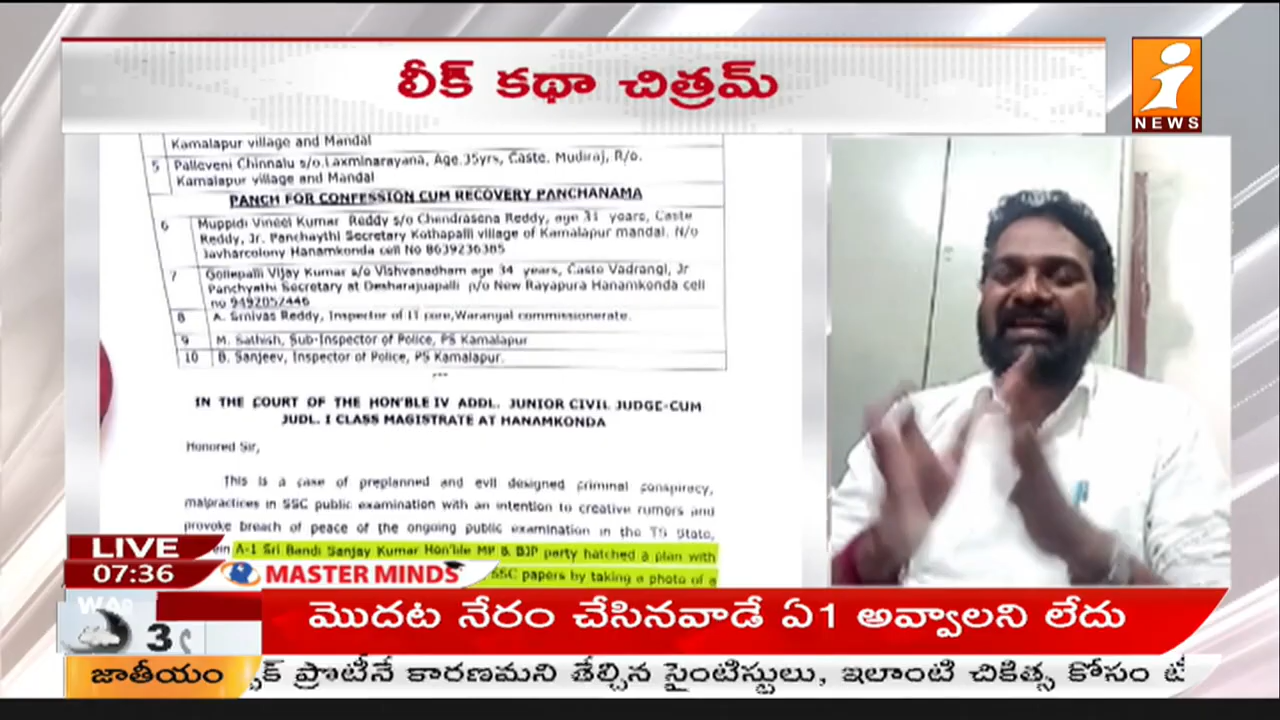 లీక్ కథా చిత్రమ్
i
NEWS
Kamalapur village and Mandal
5 Palleveni Chinnalu s/o.Laxminarayana, Age.35yrs, Caste. Mudiraj, R/o.
Kamalapur village and Mandal
PANCH FOR CONFESSION CUM RECOVERY PANCHANAMA
6 Muppidi Vineel Kumar Reddy s/o Chandrasena Reddy, age 31 years, Caste
Reddy, Jr. Panchaythi Secretary Kothapalli village of Kamalapur mandal. N/o
Javharcolony Hanamkonda cell No 8639236385
7 Gollepalli Vijay Kumar s/o Vishvanadham age 34 years, Caste Vadrangi, Jr
Panchyathi Secretary at Desharajuapalli r/o New Rayapura Hanamkonda cell
no 9492052446
8 A. Srnivas Reddy, Inspector of IT core,Warangal commissionerate.
9 M. Sathish, Sub-Inspector of Police, PS Kamalapur
10 B. Sanjeev, Inspector of Police, PS Kamalapur.
IN THE COURT OF THE HON'BLE IV ADDL. JUNIOR CIVIL JUDGE-CUM
JUDL. I CLASS MAGISTRATE AT HANAMKONDA
Honored Sir,
This is a case of preplanned and evil designed criminal conspiracy,
malpractices in SSC public examination with an intention to creative rumors and
provoke breach of peace of the ongoing public examination in the TS State,
A-1 Sri Bandi Sanjay Kumar Hon'ble MP & BJP party hatched a plan with
SSC papers by taking a photo of a
LIVE
07:36
MASTER MINDS
WAR
3
మొదట నేరం చేసినవాడే ఏ1 అవ్వాలని లేదు
జాతీయం
ప్రొటీనే కారణమని తేల్చిన సైంటిస్టులు, ఇలాంటి చికిత్స కోసం